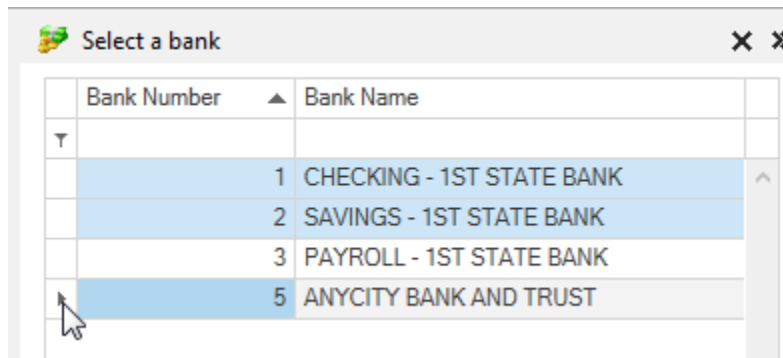 Select a bank
Bank Number Bank Name
1 CHECKING - 1ST STATE BANK
2 SAVINGS - 1ST STATE BANK
3 PAYROLL - 1ST STATE BANK
5 ANYCITY BANK AND TRUST